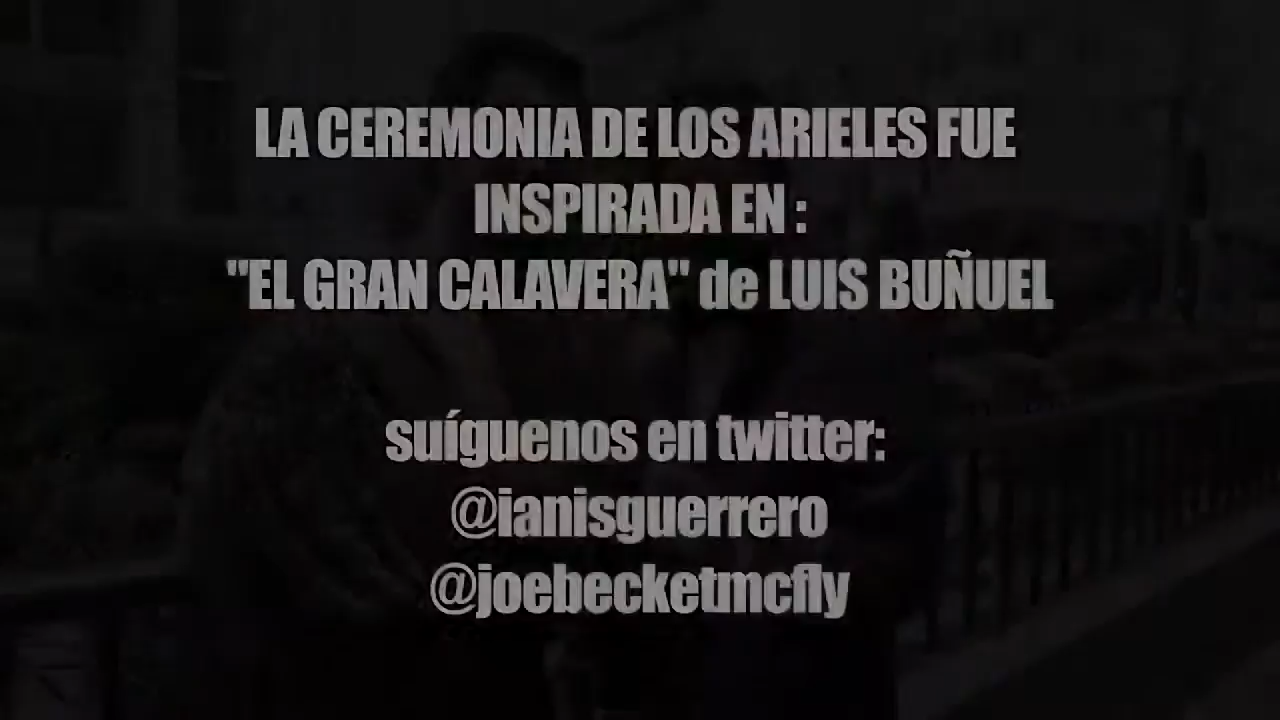 LA CEREMONIA DE LOS ARIELES FUE
INSPIRADA EN :
"EL GRAN CALAVERA" de LUIS BUÑUEL
suíguenos en twitter:
@ianisguerrero
@joebecketmcfly